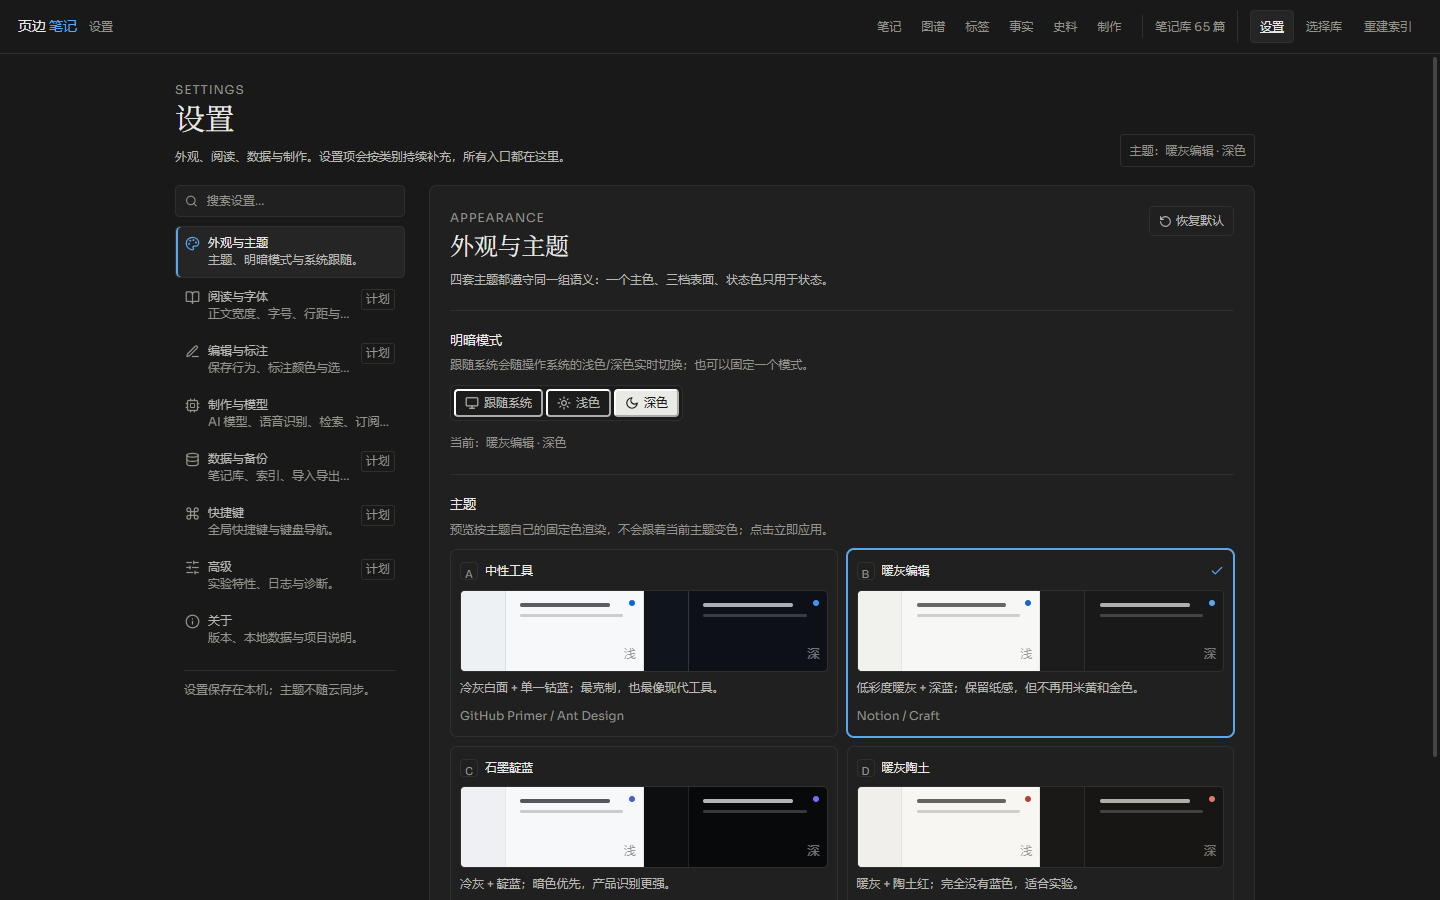 页边 笔记 设置
笔记 图谱 标签 事实 史料 制作 笔记库 65 篇 设置 选择库 重建索引
SETTINGS
设置
外观、阅读、数据与制作。设置项会按类别持续补充，所有入口都在这里。
主题：暖灰编辑 · 深色
搜索设置...
外观与主题
主题、明暗模式与系统跟随。
阅读与字体
正文宽度、字号、行距与...
计划
编辑与标注
保存行为、标注颜色与选...
计划
制作与模型
AI 模型、语音识别、检索、订阅...
数据与备份
笔记库、索引、导入导出...
计划
快捷键
全局快捷键与键盘导航。
计划
高级
实验特性、日志与诊断。
计划
关于
版本、本地数据与项目说明。
设置保存在本机；主题不随云同步。
APPEARANCE
外观与主题
恢复默认
四套主题都遵守同一组语义：一个主色、三档表面、状态色只用于状态。
明暗模式
跟随系统会随操作系统的浅色/深色实时切换；也可以固定一个模式。
跟随系统 浅色 深色
当前：暖灰编辑 · 深色
主题
预览按主题自己的固定色渲染，不会跟着当前主题变色；点击立即应用。
A 中性工具
浅 深
冷灰白面 + 单一钴蓝；最克制，也最像现代工具。
GitHub Primer / Ant Design
B 暖灰编辑
浅 深
低彩度暖灰 + 深蓝；保留纸感，但不再用米黄和金色。
Notion / Craft
C 石墨靛蓝
浅 深
冷灰 + 靛蓝；暗色优先，产品识别更强。
D 暖灰陶土
浅 深
暖灰 + 陶土红；完全没有蓝色，适合实验。